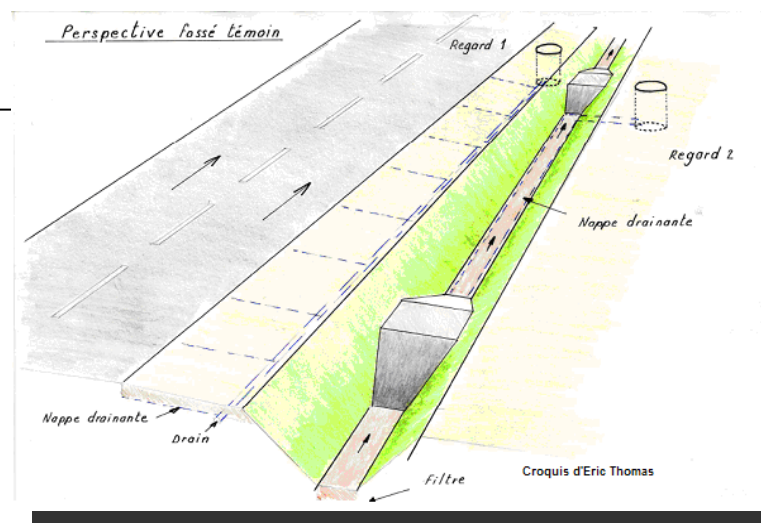 Perspective fossé témoin
Regard 1
Regard 2
Nappe drainante
Nappe drainante
Drain
Filtre
Croquis d'Eric Thomas